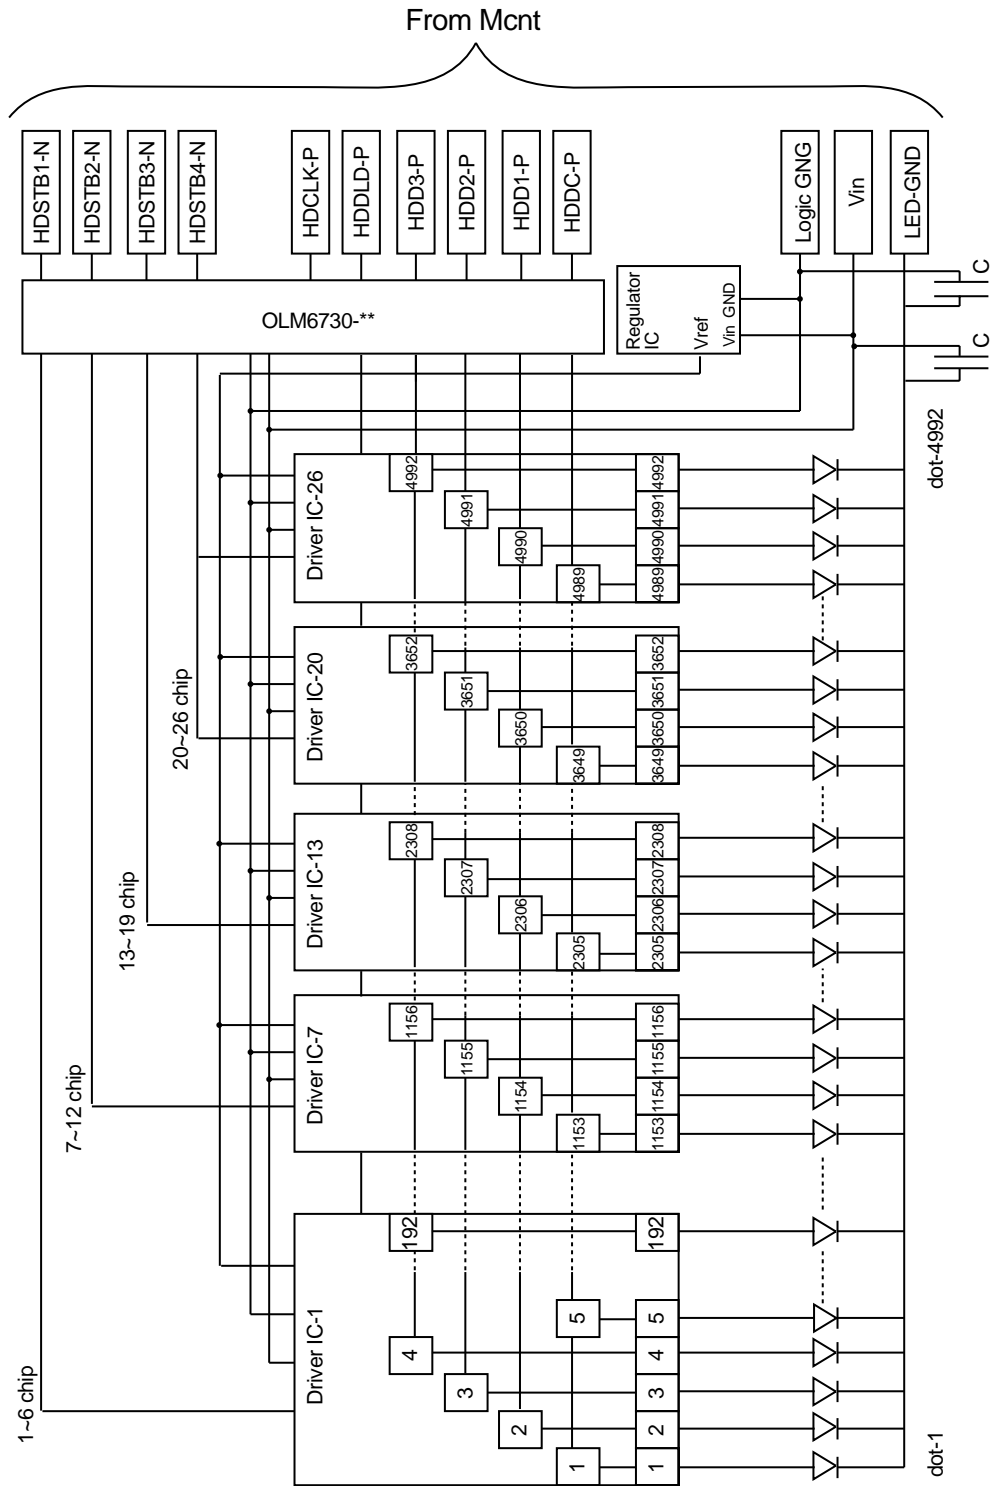 From Mcnt
HDSTB1-N
HDSTB2-N
HDSTB3-N
HDSTB4-N
HDCLK-P
HDDLD-P
HDD3-P
HDD2-P
HDD1-P
HDDC-P
Logic GNG
Vin
LED-GND
OLM6730-**
Regulator
IC
Vref
Vin GND
C
C
dot-4992
Driver IC-26
4992
4991
4990
4989
4992
4991
4990
4989
20~26 chip
Driver IC-20
3652
3651
3650
3649
3652
3651
3650
3649
13~19 chip
Driver IC-13
2308
2307
2306
2305
2308
2307
2306
2305
7~12 chip
Driver IC-7
1156
1155
1154
1153
1156
1155
1154
1153
1~6 chip
Driver IC-1
192
5
4
3
2
1
192
5
4
3
2
1
dot-1